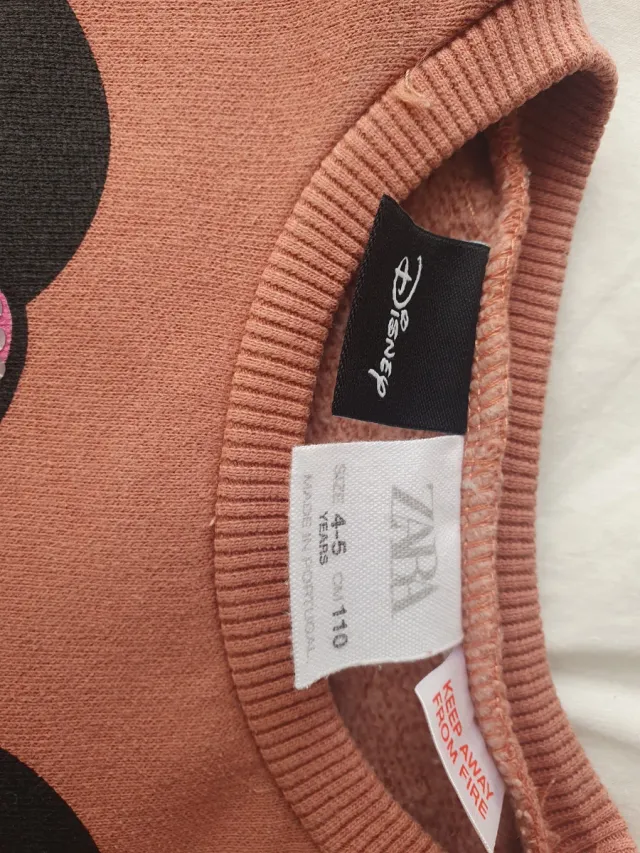 Disney
ZARA
SIZE 4-5 CM 110
YEARS
MADE IN PORTUGAL
KEEP AWAY
FROM FIRE